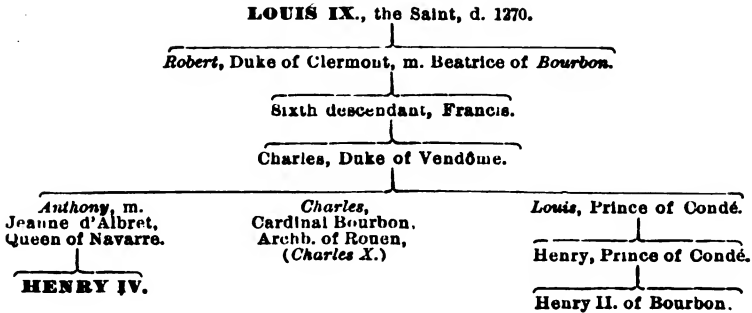 LOUIS IX., the Saint, d. 1270.
Robert, Duke of Clermont, m. Beatrice of Bourbon.
Sixth descendant, Francis.
Charles, Duke of Vendôme.
Anthony, m.
Jeanne d'Albret,
Queen of Navarre.
HENRY IV.
Charles,
Cardinal Bourbon,
Archb. of Rouen,
(Charles X.)
Louis, Prince of Condé.
Henry, Prince of Condé.
Henry II. of Bourbon.